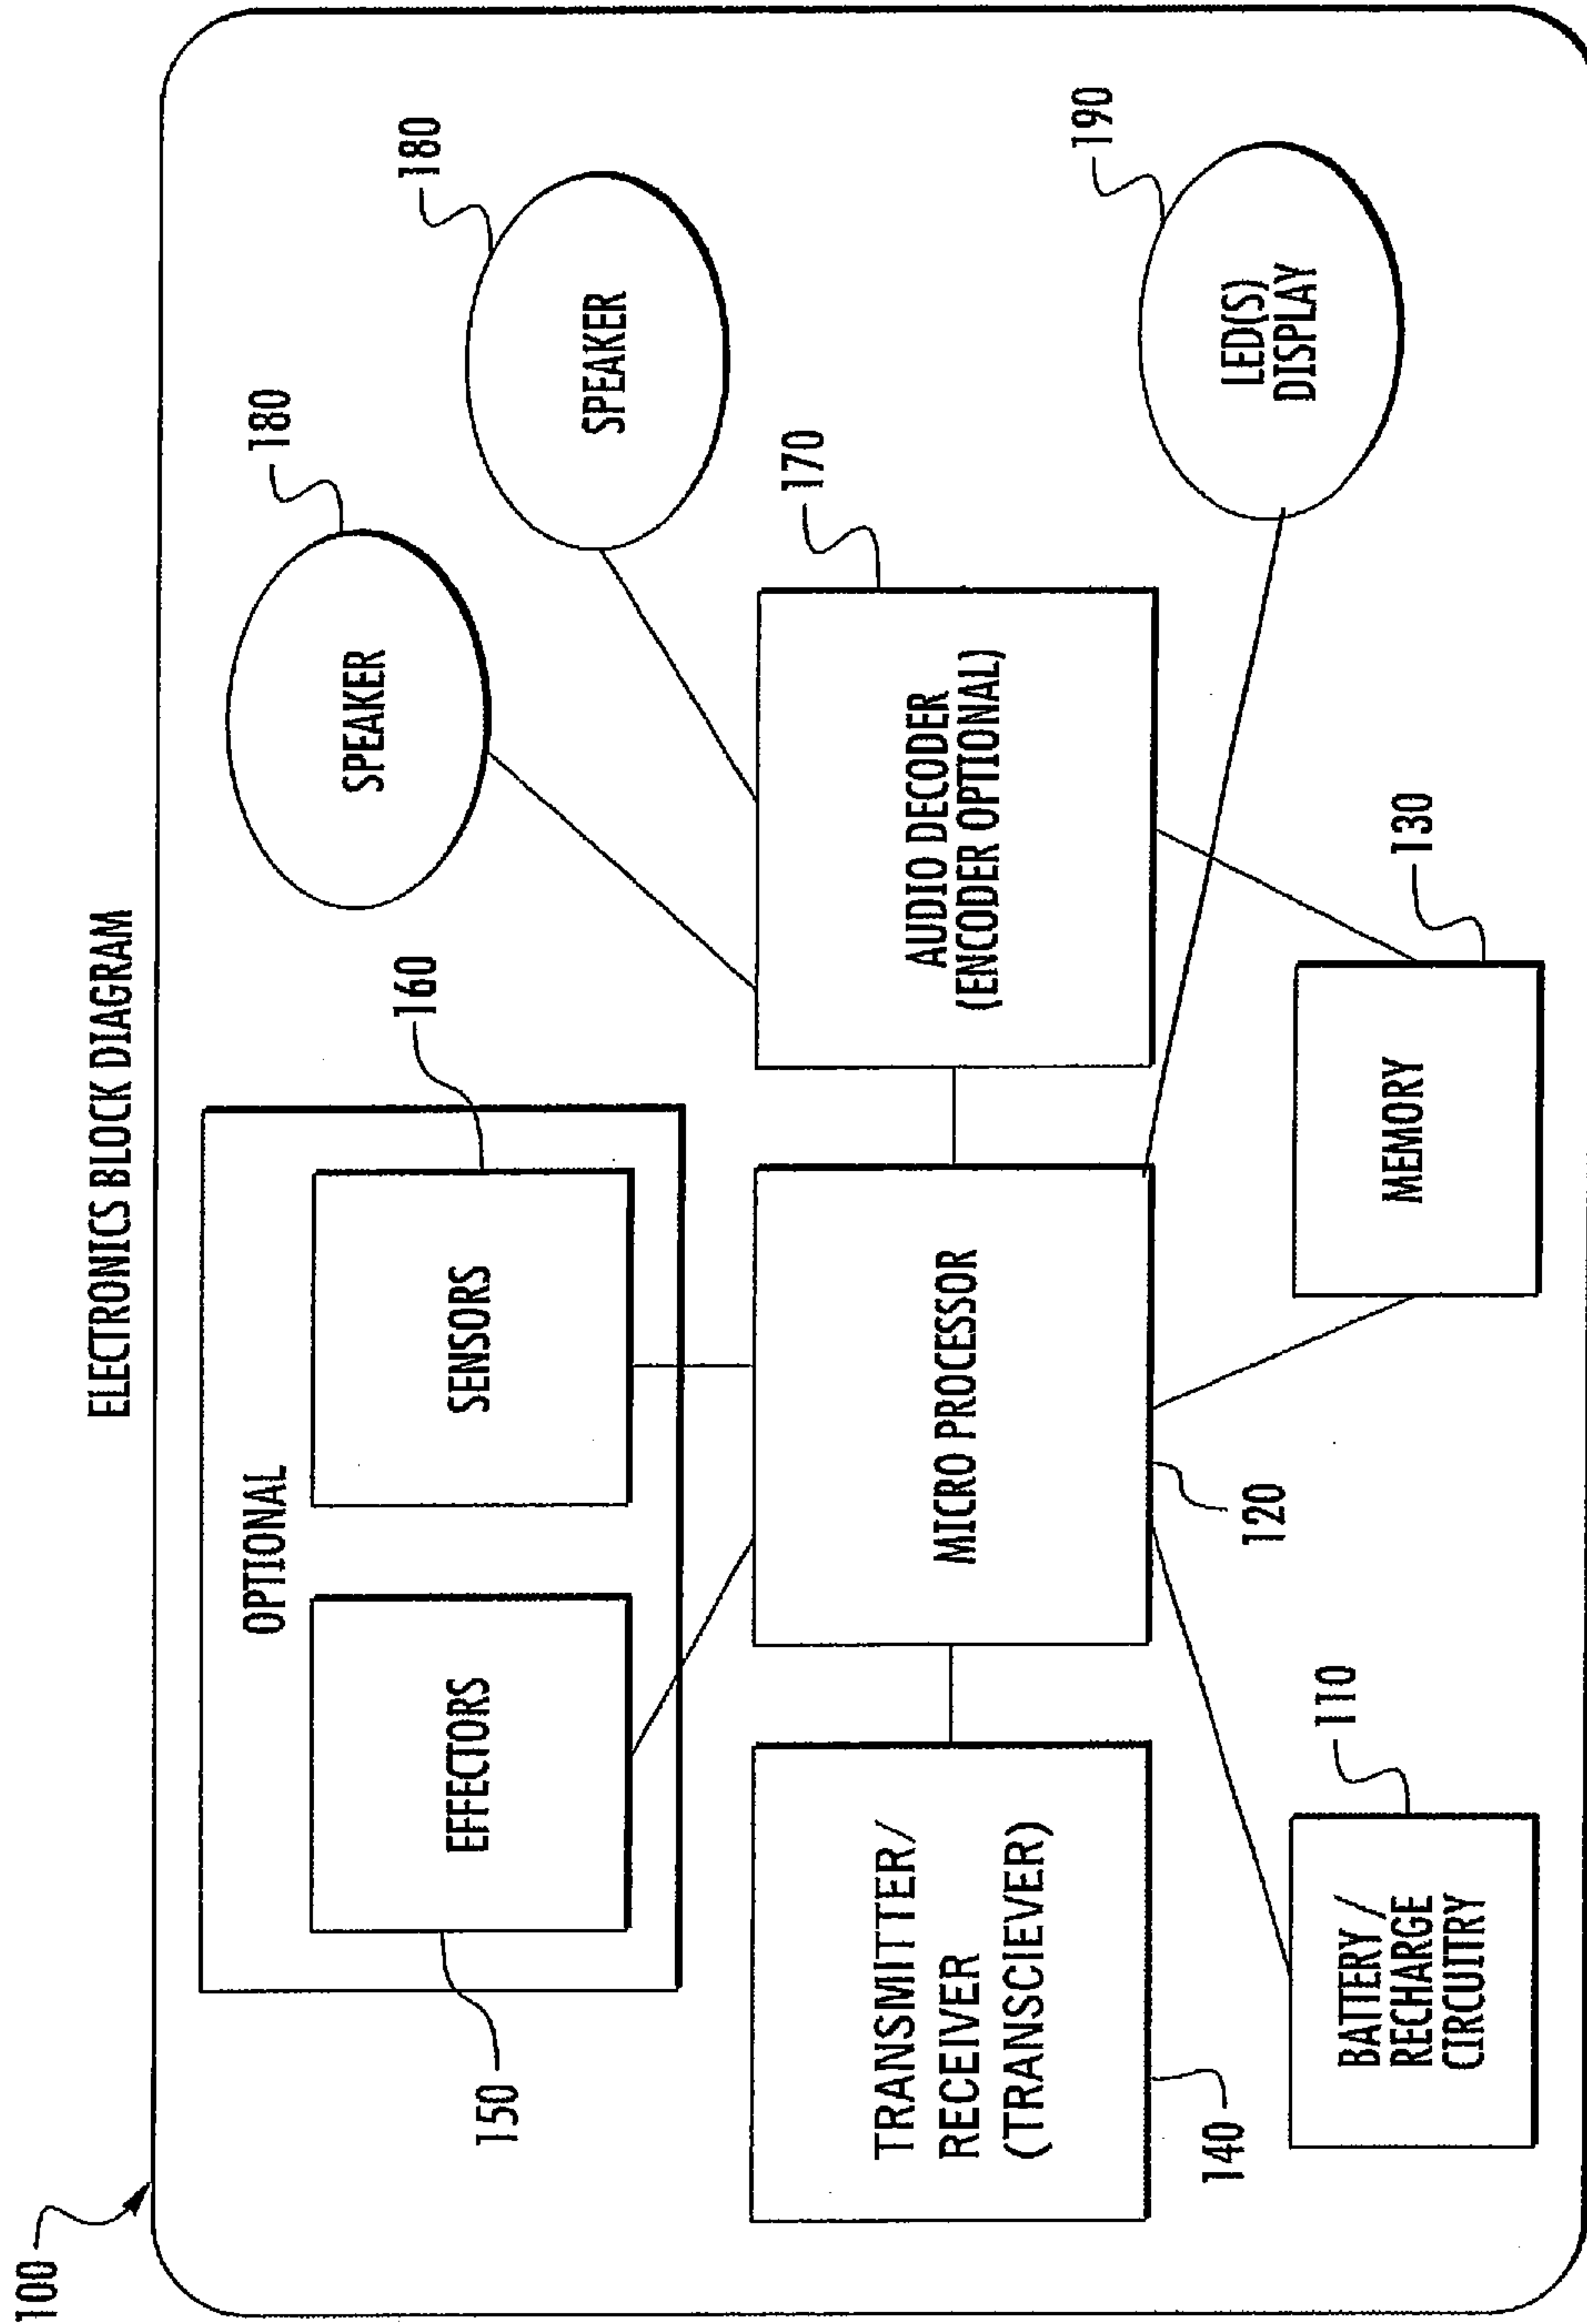 ELECTRONICS BLOCK DIAGRAM
100
OPTIONAL
EFFECTORS
150
SENSORS
160
SPEAKER
180
SPEAKER
180
TRANSMITTER/
RECEIVER
(TRANSCIEVER)
140
MICRO PROCESSOR
120
AUDIO DECODER
(ENCODER OPTIONAL)
170
BATTERY/
RECHARGE
CIRCUITRY
110
MEMORY
130
LED(S)
DISPLAY
190